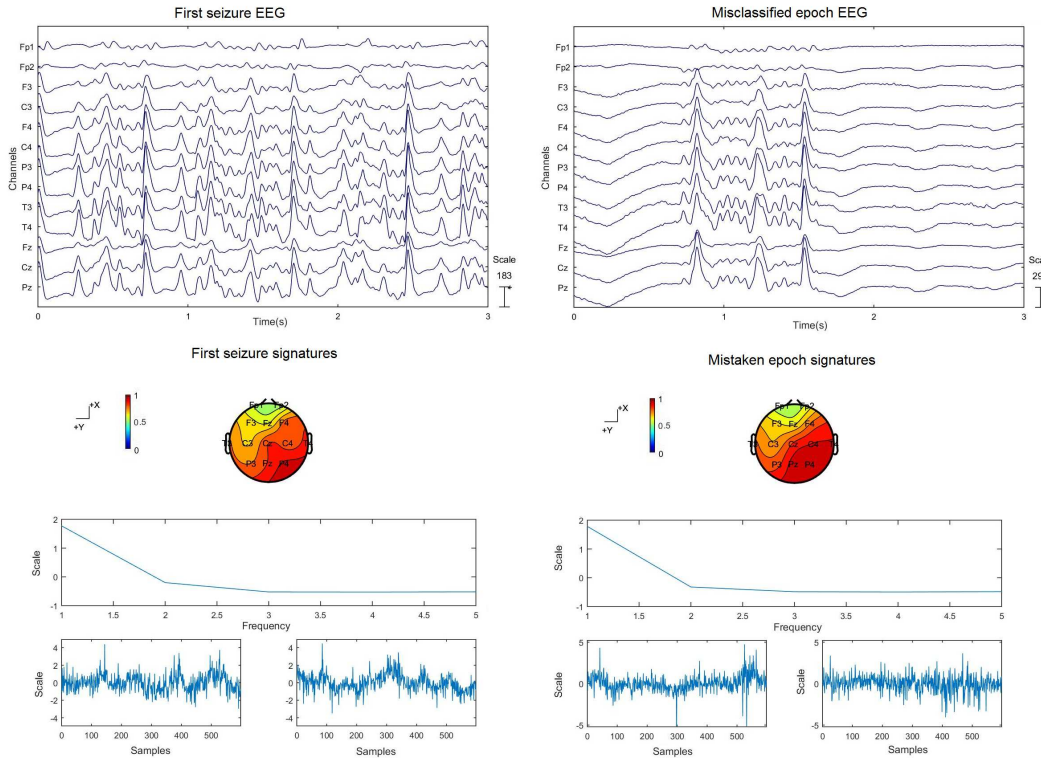 First seizure EEG
Misclassified epoch EEG
Fp1
Fp2
F3
C3
F4
C4
P3
P4
T3
T4
Fz
Cz
Pz
Channels
Scale
183
0 1 2 3
Time(s)
Fp1
Fp2
F3
C3
F4
C4
P3
P4
T3
T4
Fz
Cz
Pz
Channels
Sca
29
0 1 2 3
Time(s)
First seizure signatures
Mistaken epoch signatures
+X
+Y
1
0.5
0
Fp1 Fp2
F3 Fz F4
C3 Cz C4
P3 Pz P4
+X
+Y
1
0.5
0
Fp1 Fp2
F3 Fz F4
C3 Cz C4
P3 Pz P4
2
1
0
-1
Scale
1 1.5 2 2.5 3 3.5 4 4.5 5
Frequency
2
1
0
-1
Scale
1 1.5 2 2.5 3 3.5 4 4.5 5
Frequency
4
2
0
-2
-4
Scale
0 100 200 300 400 500
Samples
4
2
0
-2
-4
Scale
0 100 200 300 400 500
Samples
5
0
-5
Scale
0 100 200 300 400 500
Samples
5
0
-5
Scale
0 100 200 300 400 500
Samples